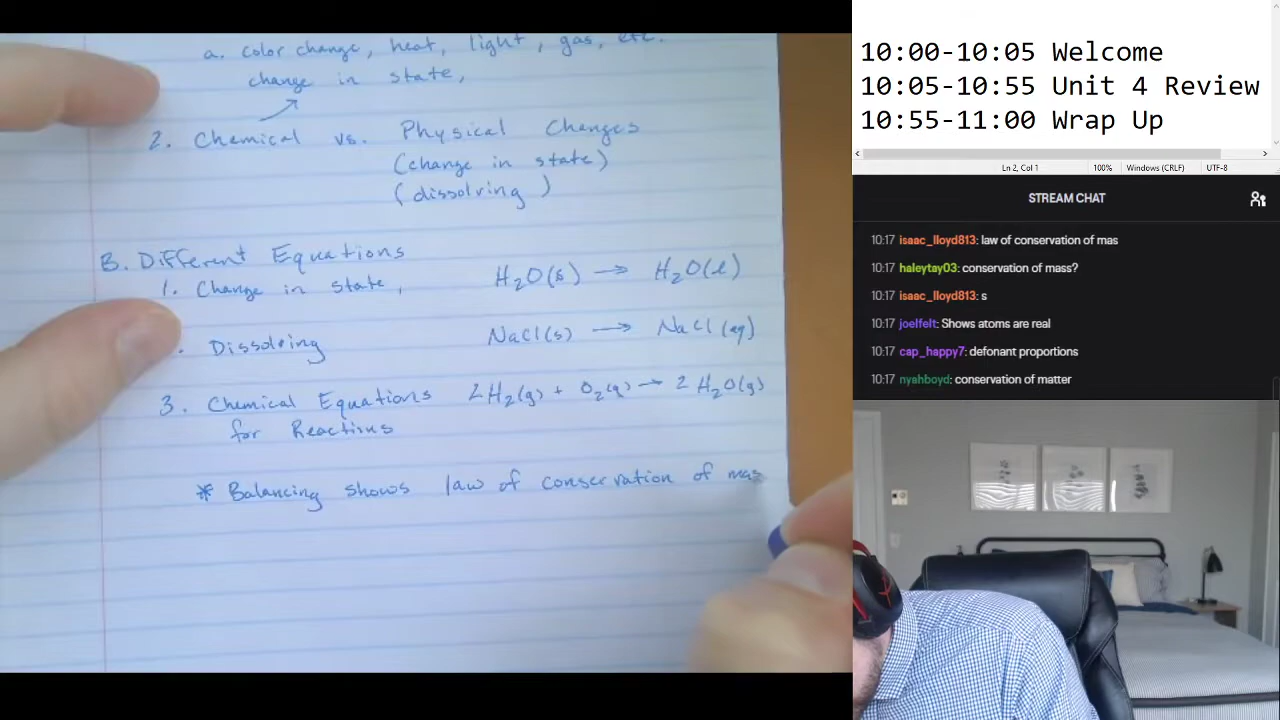 a. color change, heat, light, gas, etc.
change in state,
2. Chemical vs. Physical Changes
(change in state)
(dissolving)
B. Different Equations
1. Change in state, H₂O(s) → H₂O(l)
. Dissolving NaCl(s) → NaCl(aq)
3. Chemical Equations 2H₂(g) + O₂(g) → 2 H₂O(g)
for Reactions
* Balancing shows law of conservation of mas
10:00-10:05 Welcome
10:05-10:55 Unit 4 Review
10:55-11:00 Wrap Up
Ln 2, Col 1 100% Windows (CRLF) UTF-8
STREAM CHAT
10:17 isaac_lloyd813: law of conservation of mas
10:17 haleytay03: conservation of mass?
10:17 isaac_lloyd813: s
10:17 joelfelt: Shows atoms are real
10:17 cap_happy7: defonant proportions
10:17 nyahboyd: conservation of matter